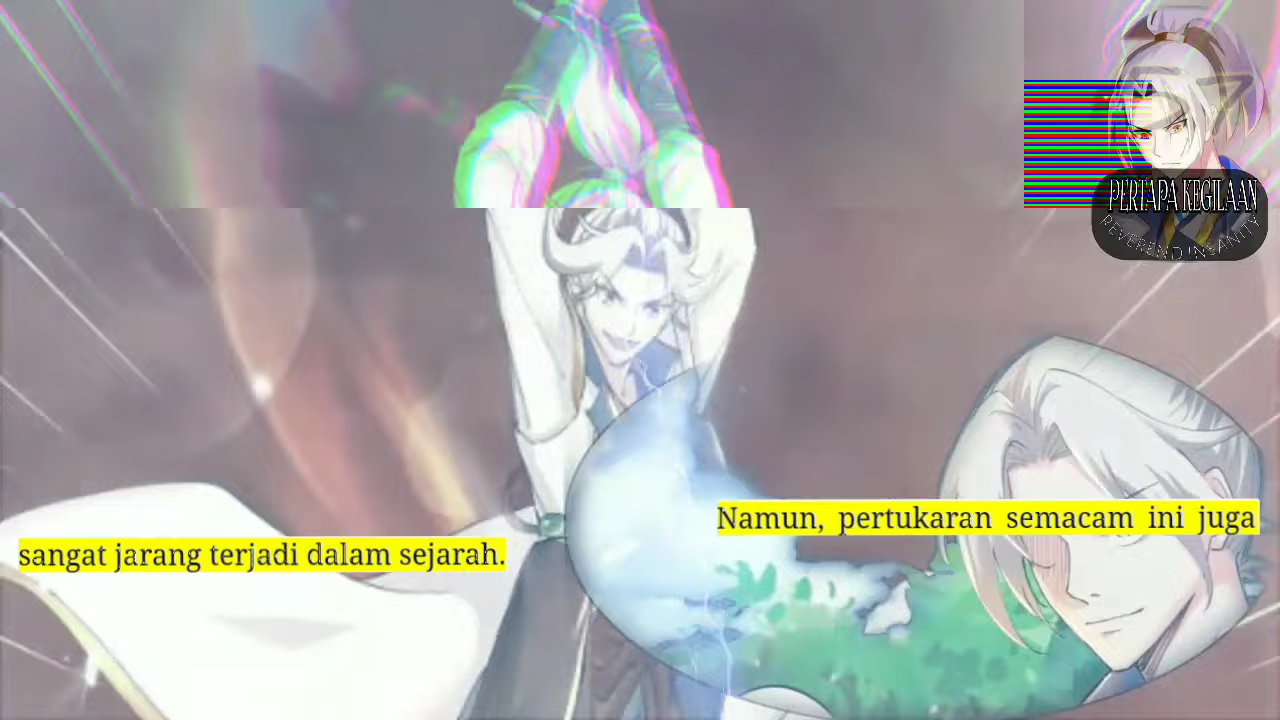 PERTAPA KEGILAAN
REVEREND INSANITY
Namun, pertukaran semacam ini juga
sangat jarang terjadi dalam sejarah.